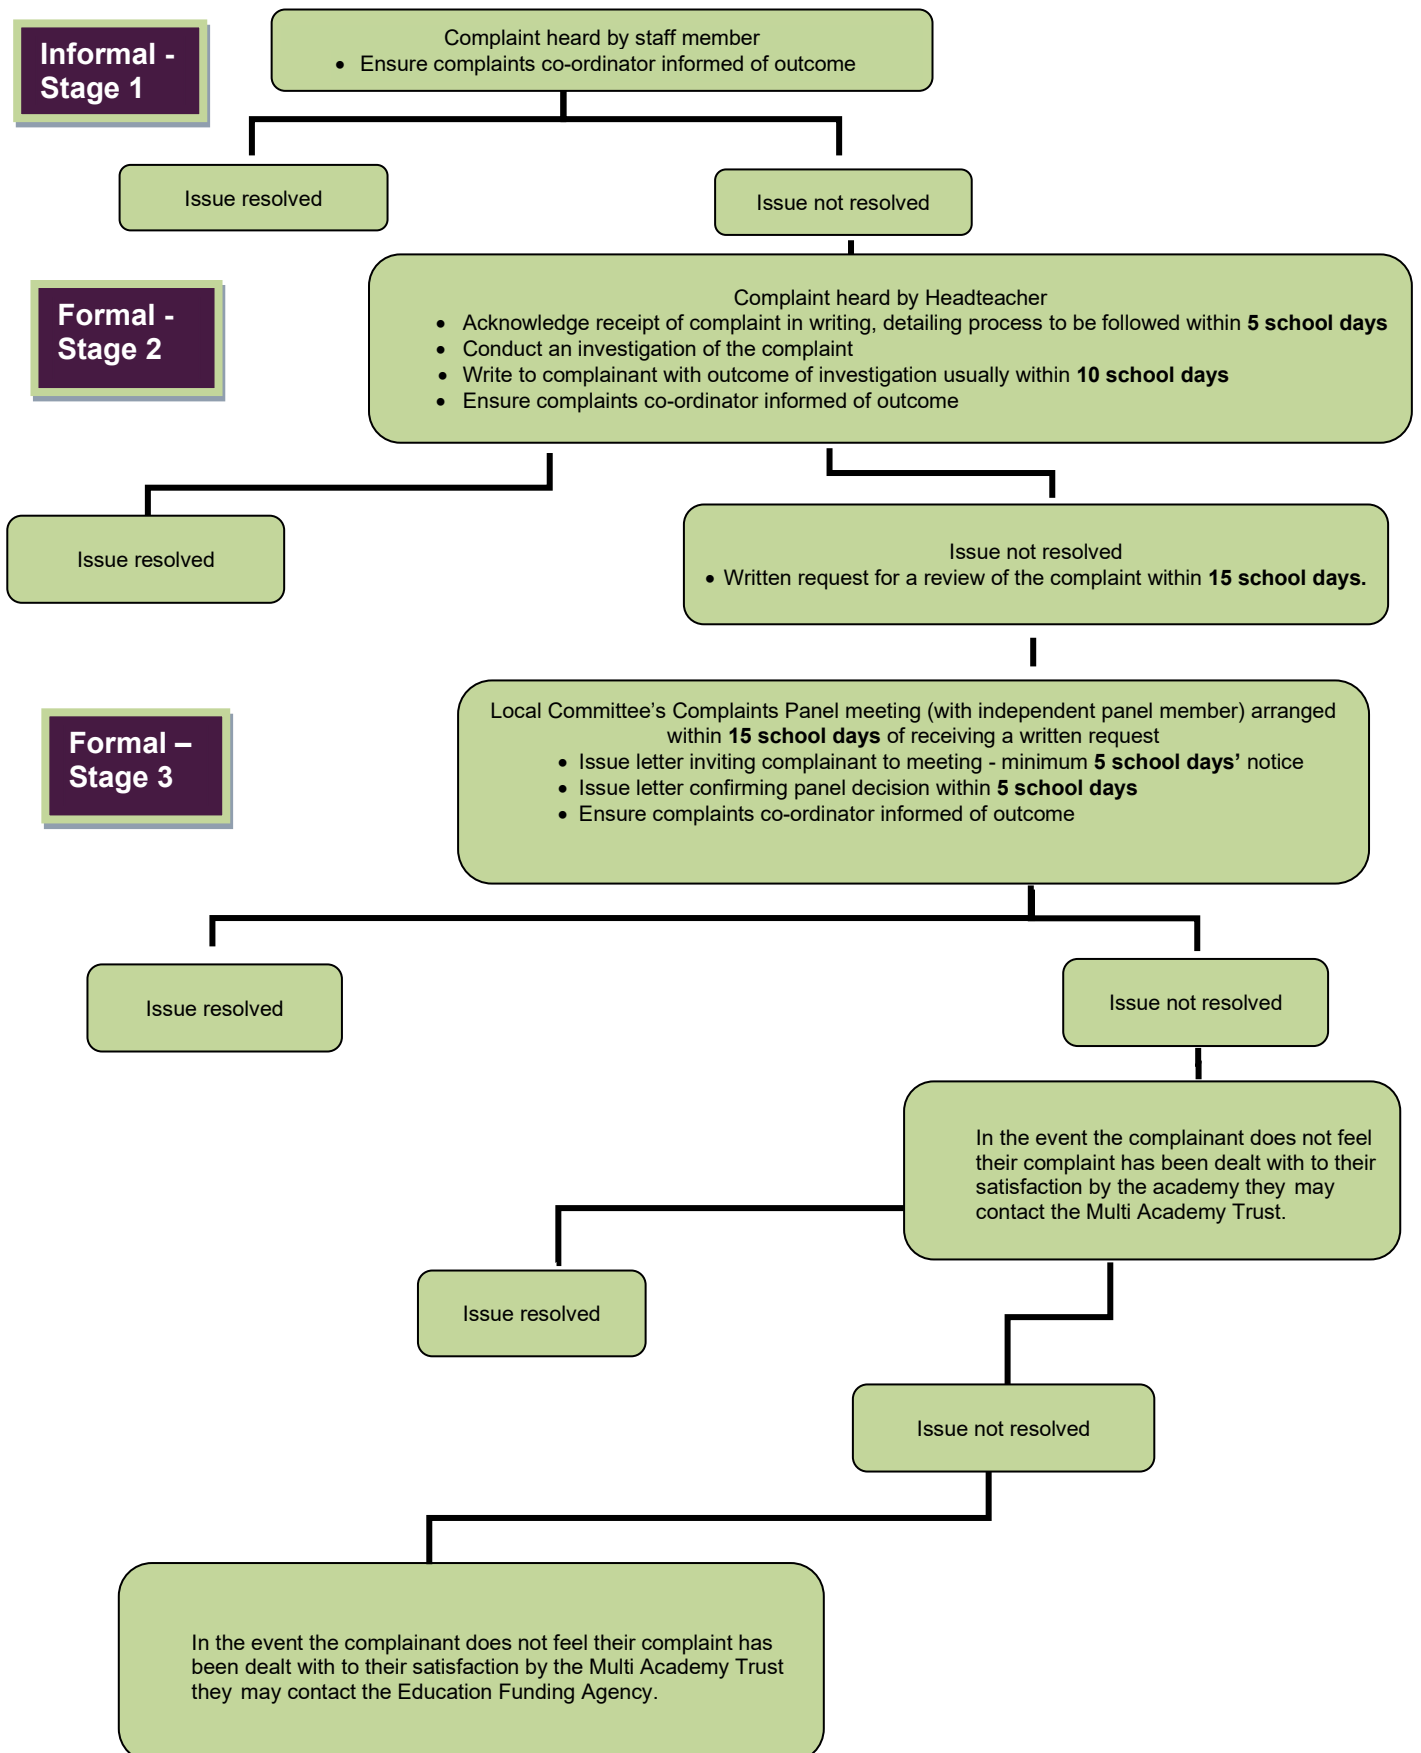 Informal -
Stage 1
Complaint heard by staff member
• Ensure complaints co-ordinator informed of outcome
Issue resolved
Issue not resolved
Formal -
Stage 2
Complaint heard by Headteacher
• Acknowledge receipt of complaint in writing, detailing process to be followed within 5 school days
• Conduct an investigation of the complaint
• Write to complainant with outcome of investigation usually within 10 school days
• Ensure complaints co-ordinator informed of outcome
Issue resolved
Issue not resolved
• Written request for a review of the complaint within 15 school days.
Formal –
Stage 3
Local Committee’s Complaints Panel meeting (with independent panel member) arranged
within 15 school days of receiving a written request
• Issue letter inviting complainant to meeting - minimum 5 school days’ notice
• Issue letter confirming panel decision within 5 school days
• Ensure complaints co-ordinator informed of outcome
Issue resolved
Issue not resolved
In the event the complainant does not feel
their complaint has been dealt with to their
satisfaction by the academy they may
contact the Multi Academy Trust.
Issue resolved
Issue not resolved
In the event the complainant does not feel their complaint has
been dealt with to their satisfaction by the Multi Academy Trust
they may contact the Education Funding Agency.